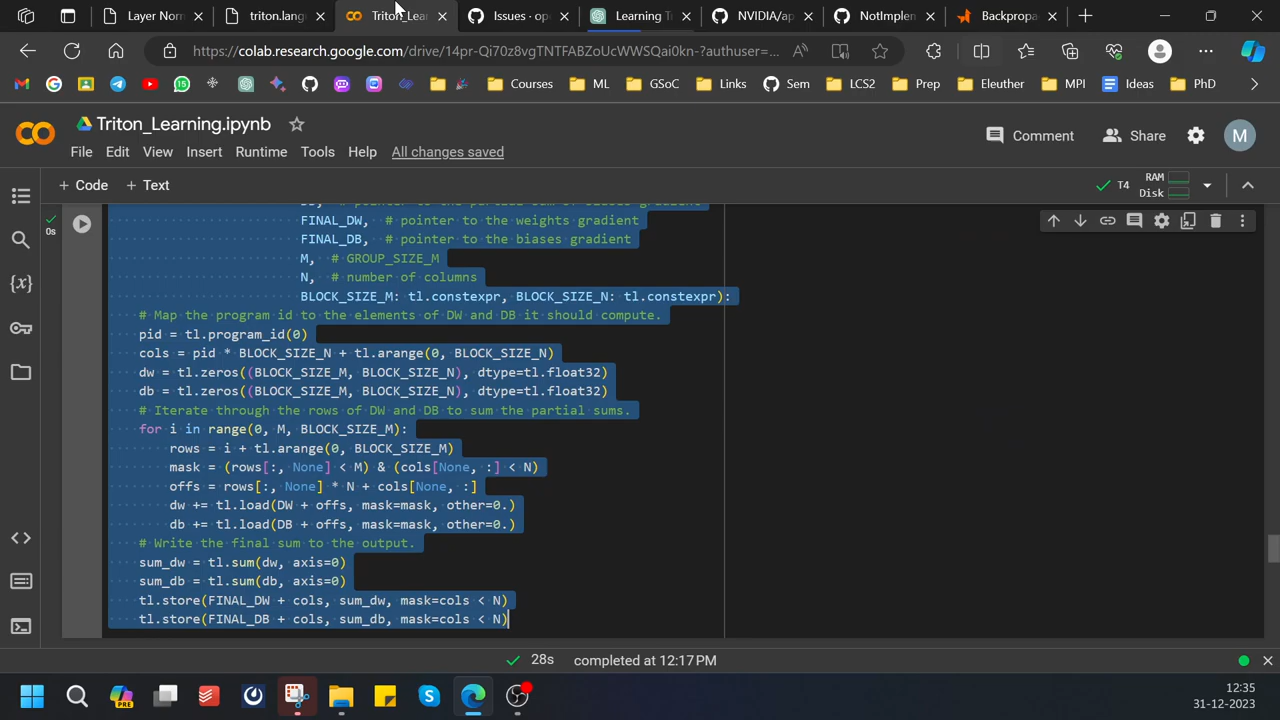 Layer Norr
triton.lang
Triton_Lear
Issues · ope
Learning T
NVIDIA/ap
NotImplen
Backpropa
https://colab.research.google.com/drive/14pr-Qi70z8vgTNTFABZoUcWWSQai0kn-?authuser=...
Courses
ML
GSoC
Links
Sem
LCS2
Prep
Eleuther
MPI
Ideas
PhD
Triton_Learning.ipynb
Comment
Share
M
File Edit View Insert Runtime Tools Help All changes saved
+ Code + Text
T4
RAM
Disk
0s
FINAL_DW, # pointer to the weights gradient
FINAL_DB, # pointer to the biases gradient
M, # GROUP_SIZE_M
N, # number of columns
BLOCK_SIZE_M: tl.constexpr, BLOCK_SIZE_N: tl.constexpr):
# Map the program id to the elements of DW and DB it should compute.
pid = tl.program_id(0)
cols = pid * BLOCK_SIZE_N + tl.arange(0, BLOCK_SIZE_N)
dw = tl.zeros((BLOCK_SIZE_M, BLOCK_SIZE_N), dtype=tl.float32)
db = tl.zeros((BLOCK_SIZE_M, BLOCK_SIZE_N), dtype=tl.float32)
# Iterate through the rows of DW and DB to sum the partial sums.
for i in range(0, M, BLOCK_SIZE_M):
rows = i + tl.arange(0, BLOCK_SIZE_M)
mask = (rows[:, None] < M) & (cols[None, :] < N)
offs = rows[:, None] * N + cols[None, :]
dw += tl.load(DW + offs, mask=mask, other=0.)
db += tl.load(DB + offs, mask=mask, other=0.)
# Write the final sum to the output.
sum_dw = tl.sum(dw, axis=0)
sum_db = tl.sum(db, axis=0)
tl.store(FINAL_DW + cols, sum_dw, mask=cols < N)
tl.store(FINAL_DB + cols, sum_db, mask=cols < N)
28s completed at 12:17 PM
12:35
31-12-2023